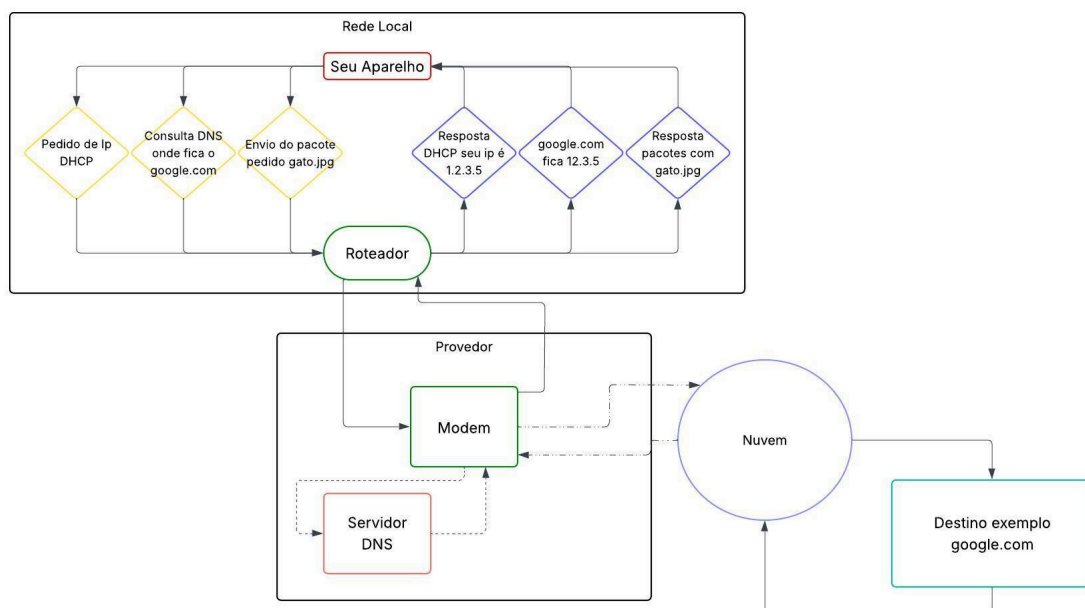 Rede Local
Seu Aparelho
Pedido de Ip
DHCP
Consulta DNS
onde fica o
google.com
Envio do pacote
pedido gato.jpg
Resposta
DHCP seu ip é
1.2.3.5
google.com
fica 12.3.5
Resposta
pacotes com
gato.jpg
Roteador
Provedor
Modem
Servidor
DNS
Nuvem
Destino exemplo
google.com